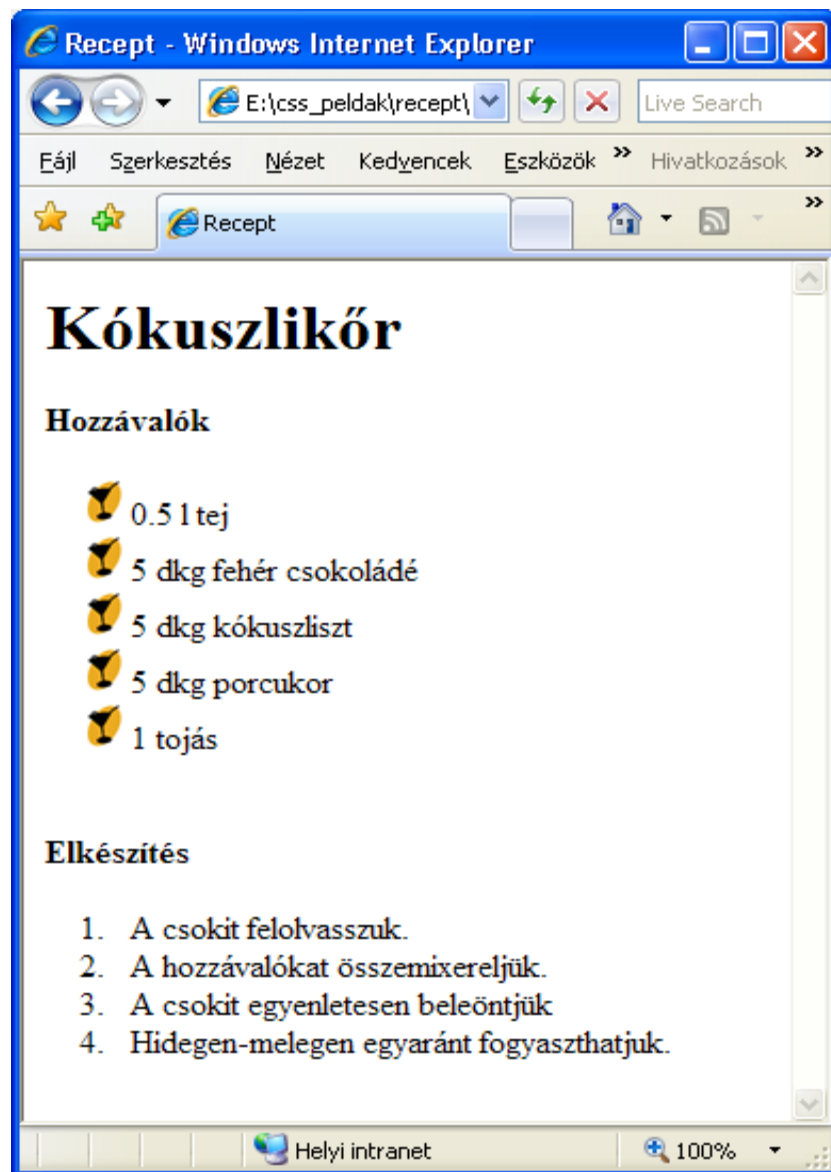 Recept - Windows Internet Explorer
E:\css_peldak\recept\ Live Search
Fájl Szerkesztés Nézet Kedvencek Eszközök » Hivatkozások »
Recept »
Kókuszlikőr
Hozzávalók
0.5 l tej
5 dkg fehér csokoládé
5 dkg kókuszliszt
5 dkg porcukor
1 tojás
Elkészítés
1. A csokit felolvasszuk.
2. A hozzávalókat összemixereljük.
3. A csokit egyenletesen beleöntjük
4. Hidegen-melegen egyaránt fogyaszthatjuk.
Helyi intranet 100%